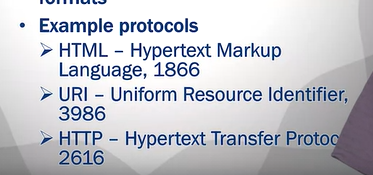 formats
• Example protocols
➢ HTML – Hypertext Markup
Language, 1866
➢ URI – Uniform Resource Identifier,
3986
➢ HTTP – Hypertext Transfer Protoc
2616